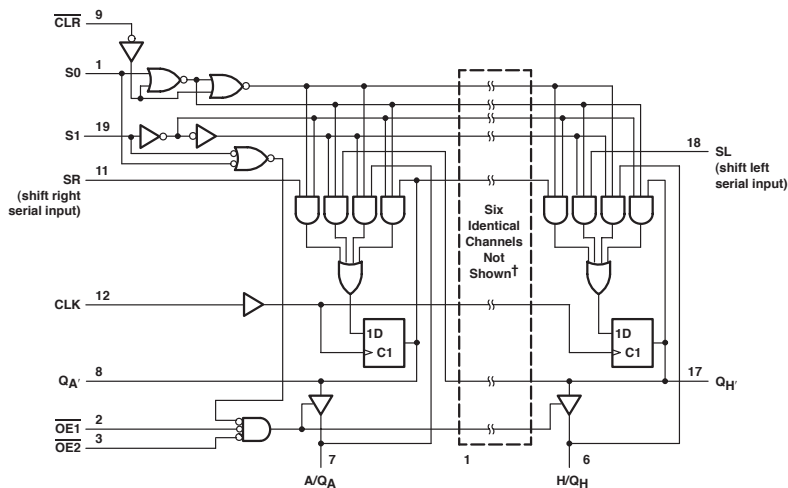 CLR 9
S0 1
S1 19
18 SL
(shift left
serial input)
SR 11
(shift right
serial input)
Six
Identical
Channels
Not
Shown†
CLK 12
1D
C1
1D
C1
QA′ 8
17 QH′
OE1 2
OE2 3
7 1 6
A/QA H/QH